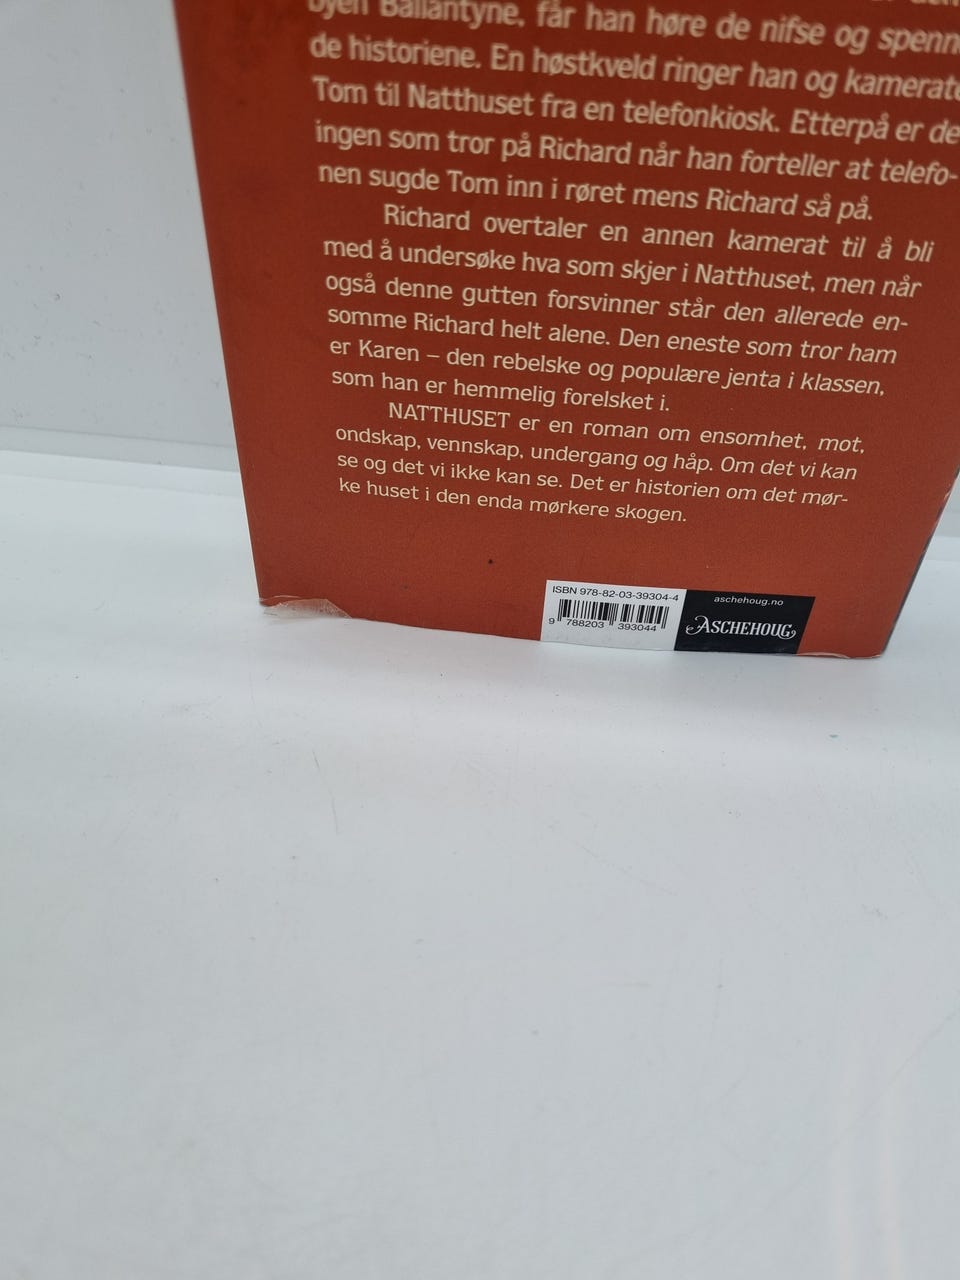 byen Ballantyne, får han høre de nifse og spenn
de historiene. En høstkveld ringer han og kamerate
Tom til Natthuset fra en telefonkiosk. Etterpå er de
ingen som tror på Richard når han forteller at telefo-
nen sugde Tom inn i røret mens Richard så på.
Richard overtaler en annen kamerat til å bli
med å undersøke hva som skjer i Natthuset, men når
også denne gutten forsvinner står den allerede en-
somme Richard helt alene. Den eneste som tror ham
er Karen – den rebelske og populære jenta i klassen,
som han er hemmelig forelsket i.
NATTHUSET er en roman om ensomhet, mot,
ondskap, vennskap, undergang og håp. Om det vi kan
se og det vi ikke kan se. Det er historien om det mør-
ke huset i den enda mørkere skogen.
ISBN 978-82-03-39304-4
9 788203 393044
aschehoug.no
ASCHEHOUG